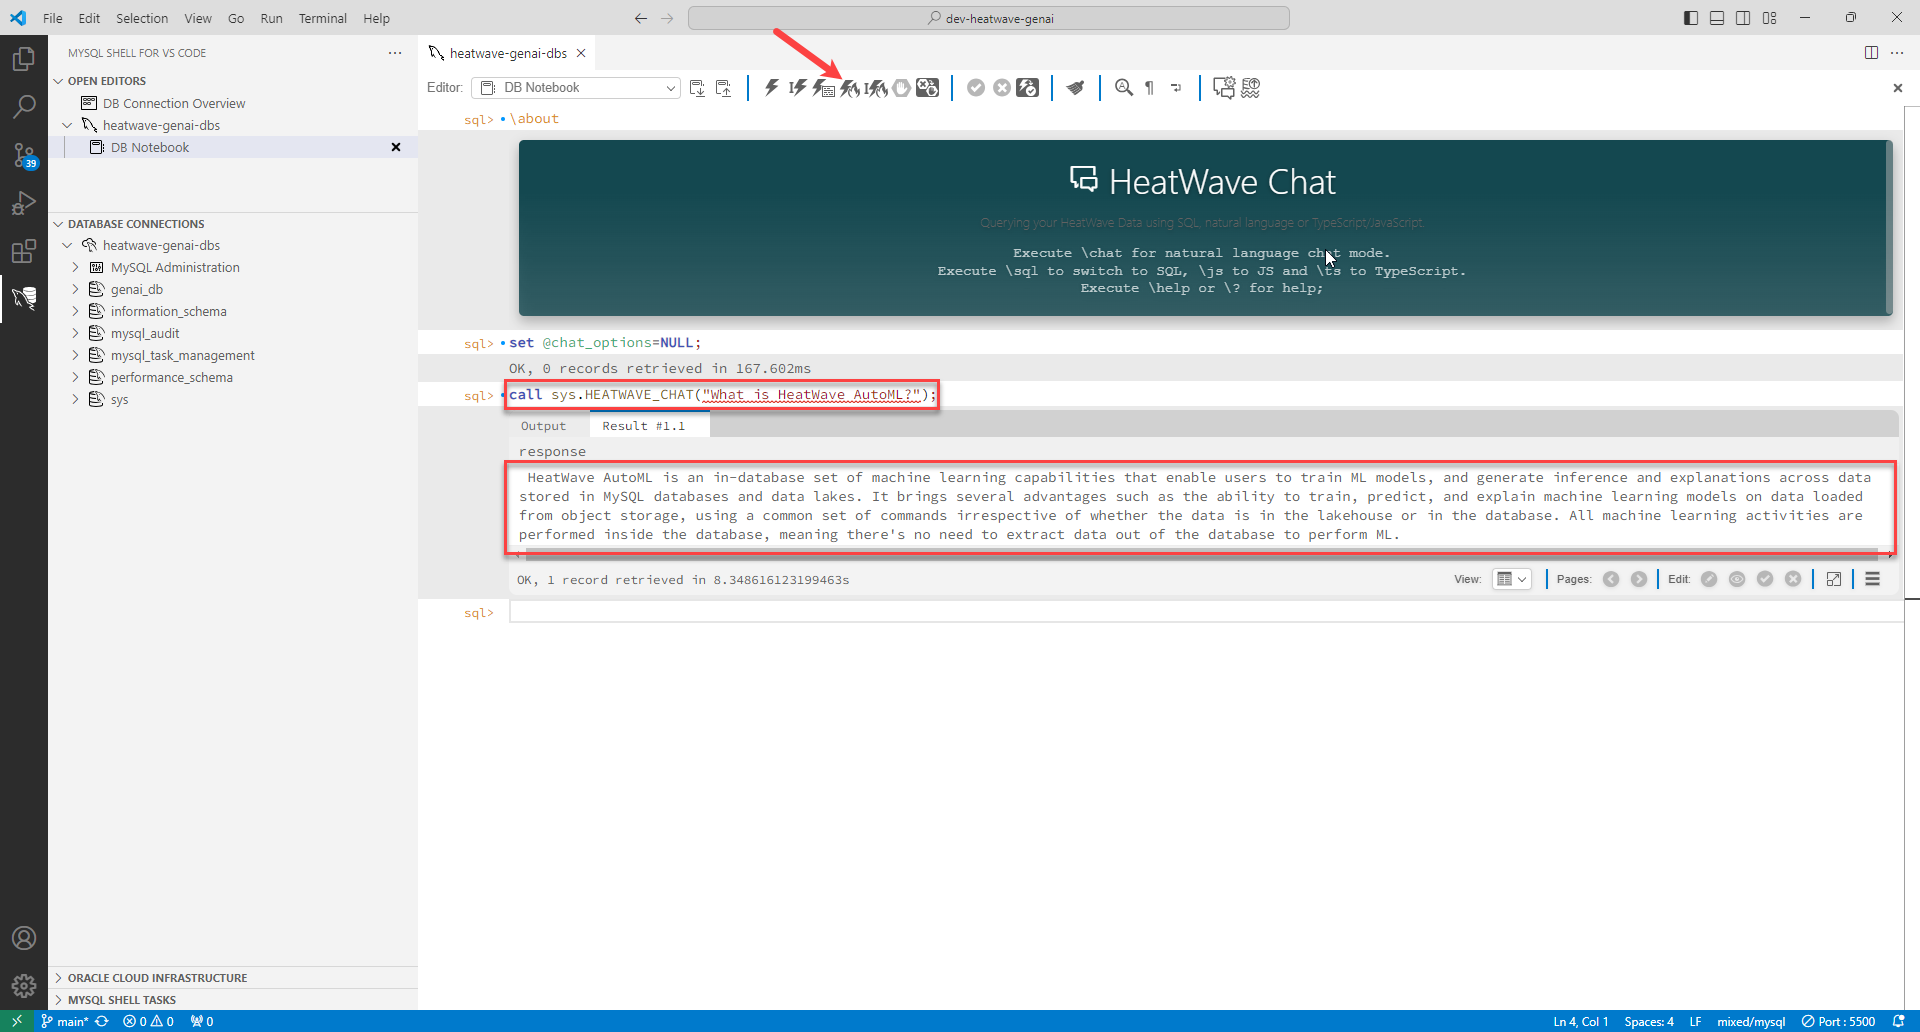 File Edit Selection View Go Run Terminal Help
dev-heatwave-genai
MYSQL SHELL FOR VS CODE
heatwave-genai-dbs
OPEN EDITORS
DB Connection Overview
heatwave-genai-dbs
DB Notebook
39
DATABASE CONNECTIONS
heatwave-genai-dbs
MySQL Administration
genai_db
information_schema
mysql_audit
mysql_task_management
performance_schema
sys
ORACLE CLOUD INFRASTRUCTURE
MYSQL SHELL TASKS
Editor: DB Notebook
sql> \about
HeatWave Chat
Querying your HeatWave Data using SQL, natural language or TypeScript/JavaScript.
Execute \chat for natural language chat mode.
Execute \sql to switch to SQL, \js to JS and \ts to TypeScript.
Execute \help or \? for help;
sql> set @chat_options=NULL;
OK, 0 records retrieved in 167.602ms
sql> call sys.HEATWAVE_CHAT("What is HeatWave AutoML?");
Output Result #1.1
response
HeatWave AutoML is an in-database set of machine learning capabilities that enable users to train ML models, and generate inference and explanations across data
stored in MySQL databases and data lakes. It brings several advantages such as the ability to train, predict, and explain machine learning models on data loaded
from object storage, using a common set of commands irrespective of whether the data is in the lakehouse or in the database. All machine learning activities are
performed inside the database, meaning there's no need to extract data out of the database to perform ML.
OK, 1 record retrieved in 8.348616123199463s
View: Pages: Edit:
sql>
main* 0 0 0
Ln 4, Col 1 Spaces: 4 LF mixed/mysql Port : 5500